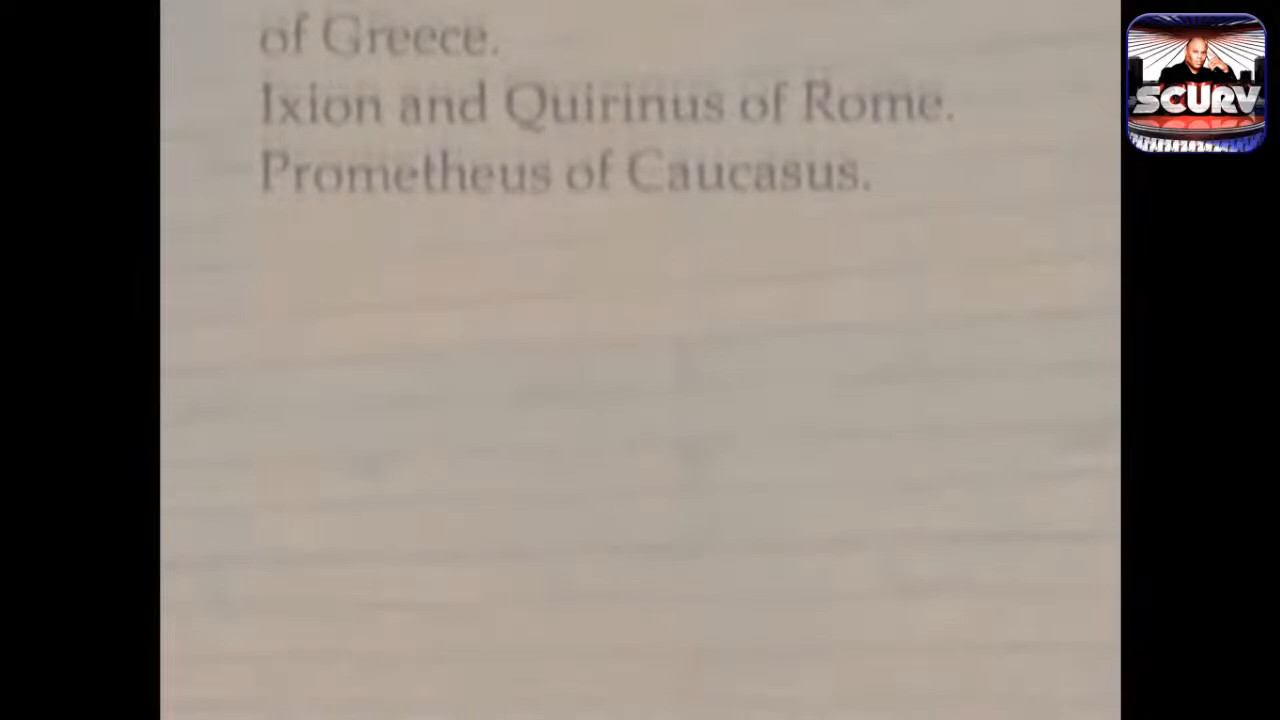 of Greece.
Ixion and Quirinus of Rome.
Prometheus of Caucasus.
SCURV